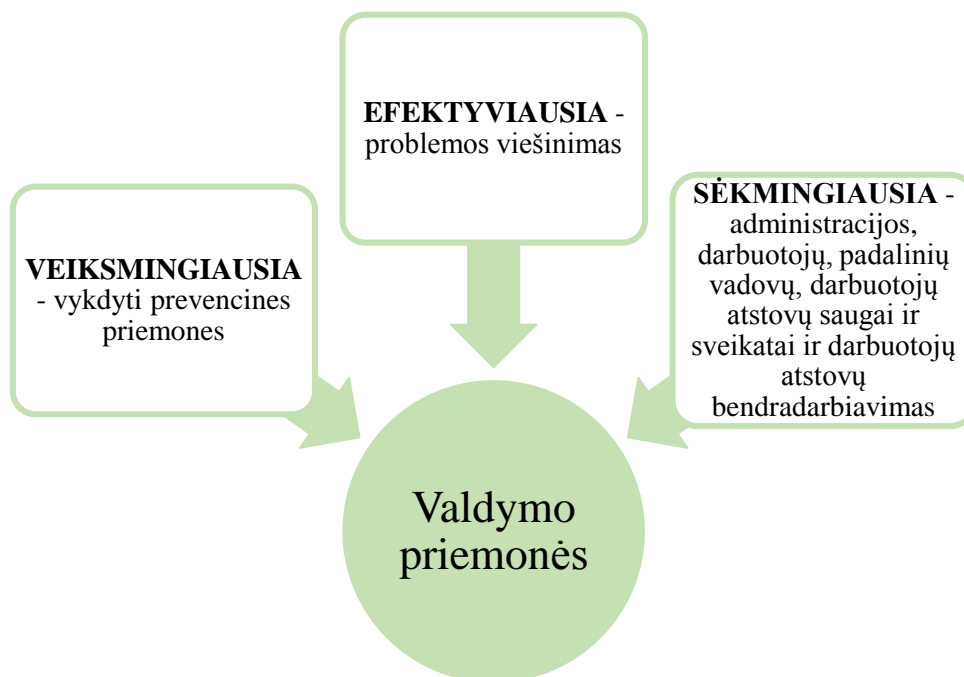 EFEKTYVIAUSIA -
problemos viešinimas
VEIKSMINGIAUSIA
- vykdyti prevencines
priemones
SĖKMINGIAUSIA -
administracijos,
darbuotojų, padalinių
vadovų, darbuotojų
atstovų saugai ir
sveikatai ir darbuotojų
atstovų
bendradarbiavimas
Valdymo
priemonės